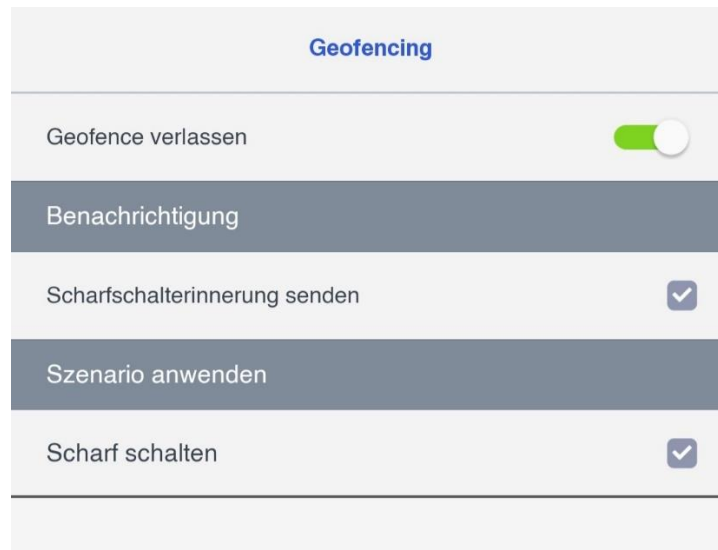 Geofencing
Geofence verlassen
Benachrichtigung
Scharfschalterinnerung senden
Szenario anwenden
Scharf schalten